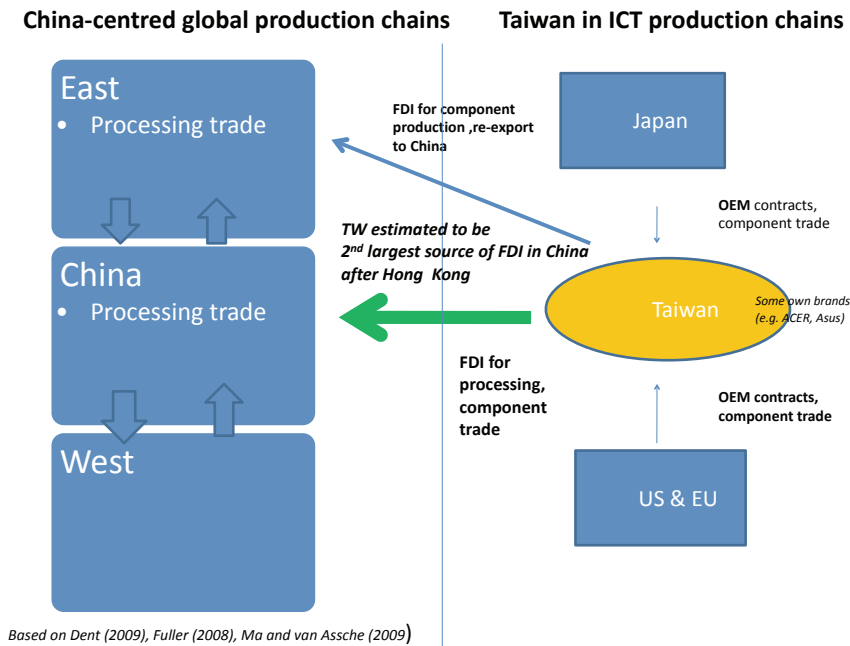 China-centred global production chains
Taiwan in ICT production chains
East
• Processing trade
China
• Processing trade
West
FDI for component
production ,re-export
to China
TW estimated to be
2nd largest source of FDI in China
after Hong Kong
FDI for
processing,
component
trade
Japan
OEM contracts,
component trade
Taiwan
Some own brands
(e.g. ACER, Asus)
OEM contracts,
component trade
US & EU
Based on Dent (2009), Fuller (2008), Ma and van Assche (2009)